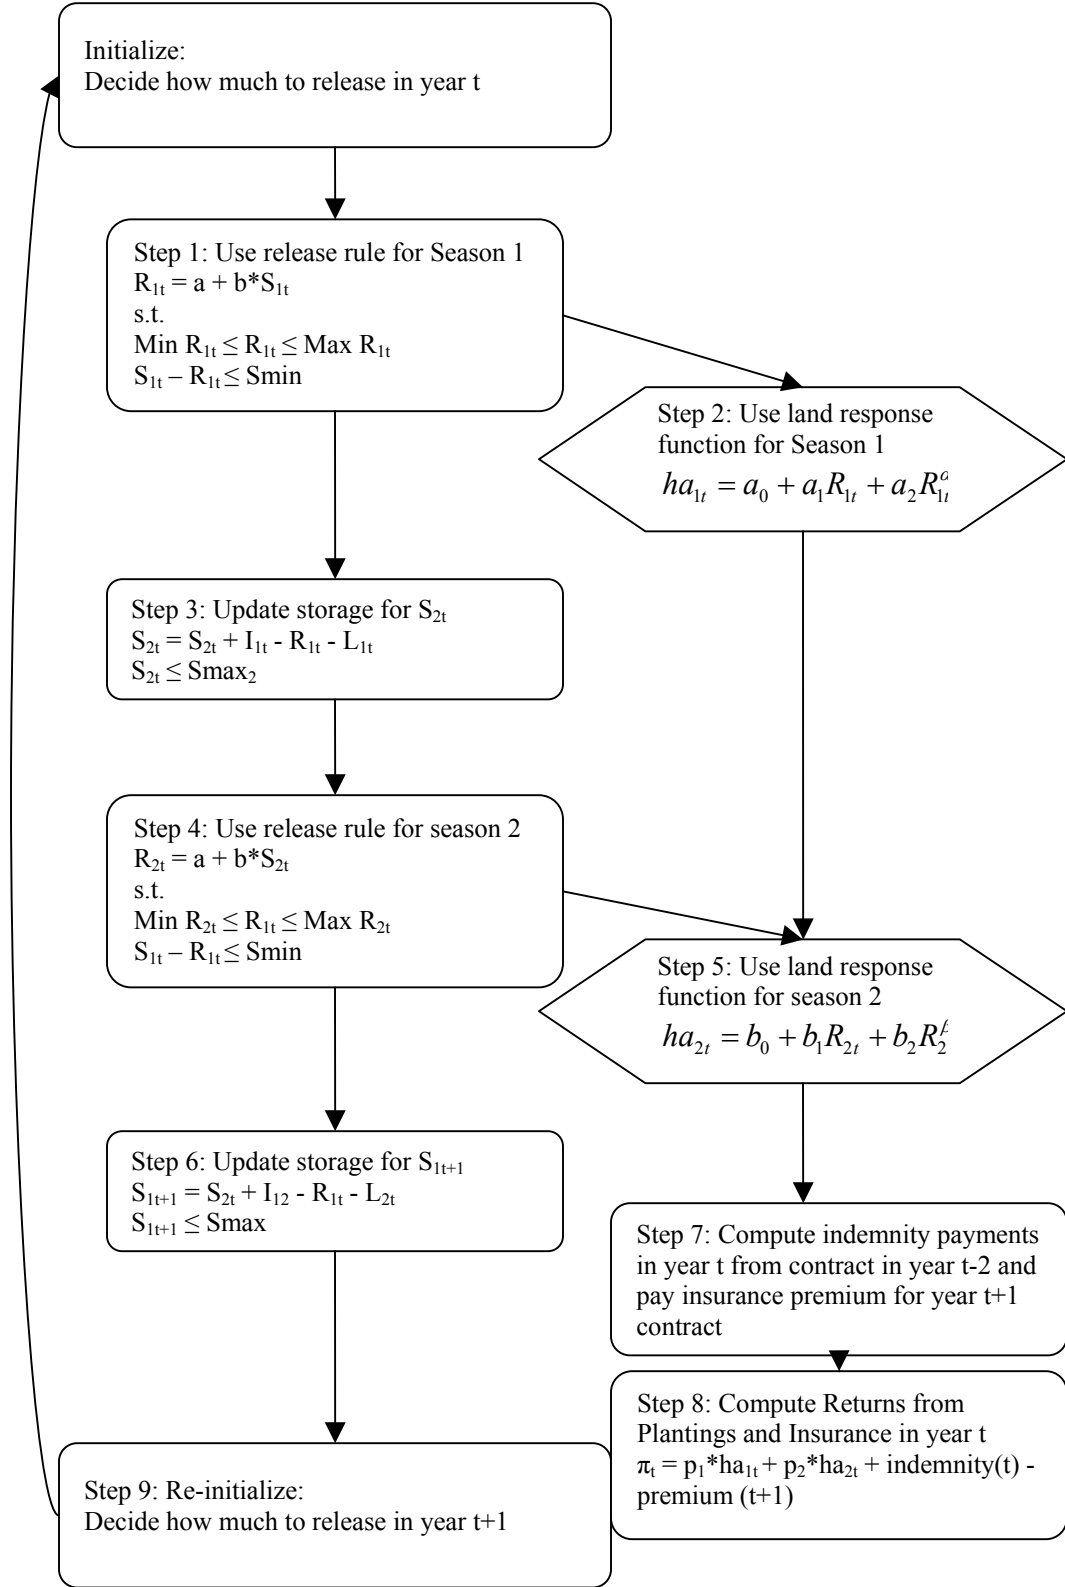 Initialize:
Decide how much to release in year t
Step 1: Use release rule for Season 1
R₁ₜ = a + b*S₁ₜ
s.t.
Min R₁ₜ ≤ R₁ₜ ≤ Max R₁ₜ
S₁ₜ – R₁ₜ ≤ Smin
Step 2: Use land response
function for Season 1
ha₁ₜ = a₀ + a₁R₁ₜ + a₂R₁ₜ
Step 3: Update storage for S₂ₜ
S₂ₜ = S₂ₜ + I₁ₜ - R₁ₜ - L₁ₜ
S₂ₜ ≤ Smax₂
Step 4: Use release rule for season 2
R₂ₜ = a + b*S₂ₜ
s.t.
Min R₂ₜ ≤ R₁ₜ ≤ Max R₂ₜ
S₁ₜ – R₁ₜ ≤ Smin
Step 5: Use land response
function for season 2
ha₂ₜ = b₀ + b₁R₂ₜ + b₂R₂
Step 6: Update storage for S₁ₜ₊₁
S₁ₜ₊₁ = S₂ₜ + I₁₂ - R₁ₜ - L₂ₜ
S₁ₜ₊₁ ≤ Smax
Step 7: Compute indemnity payments
in year t from contract in year t-2 and
pay insurance premium for year t+1
contract
Step 8: Compute Returns from
Plantings and Insurance in year t
πₜ = p₁*ha₁ₜ + p₂*ha₂ₜ + indemnity(t) -
premium (t+1)
Step 9: Re-initialize:
Decide how much to release in year t+1